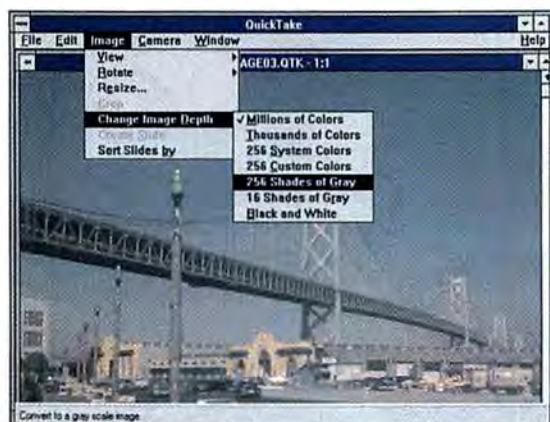 QuickTake
File Edit Image Camera Window Help
AGE03.QTK - 1:1
View
Rotate
Resize...
Crop
Change Image Depth
Create Slide
Sort Slides by
✓ Millions of Colors
Thousands of Colors
256 System Colors
256 Custom Colors
256 Shades of Gray
16 Shades of Gray
Black and White
Convert to a gray scale image